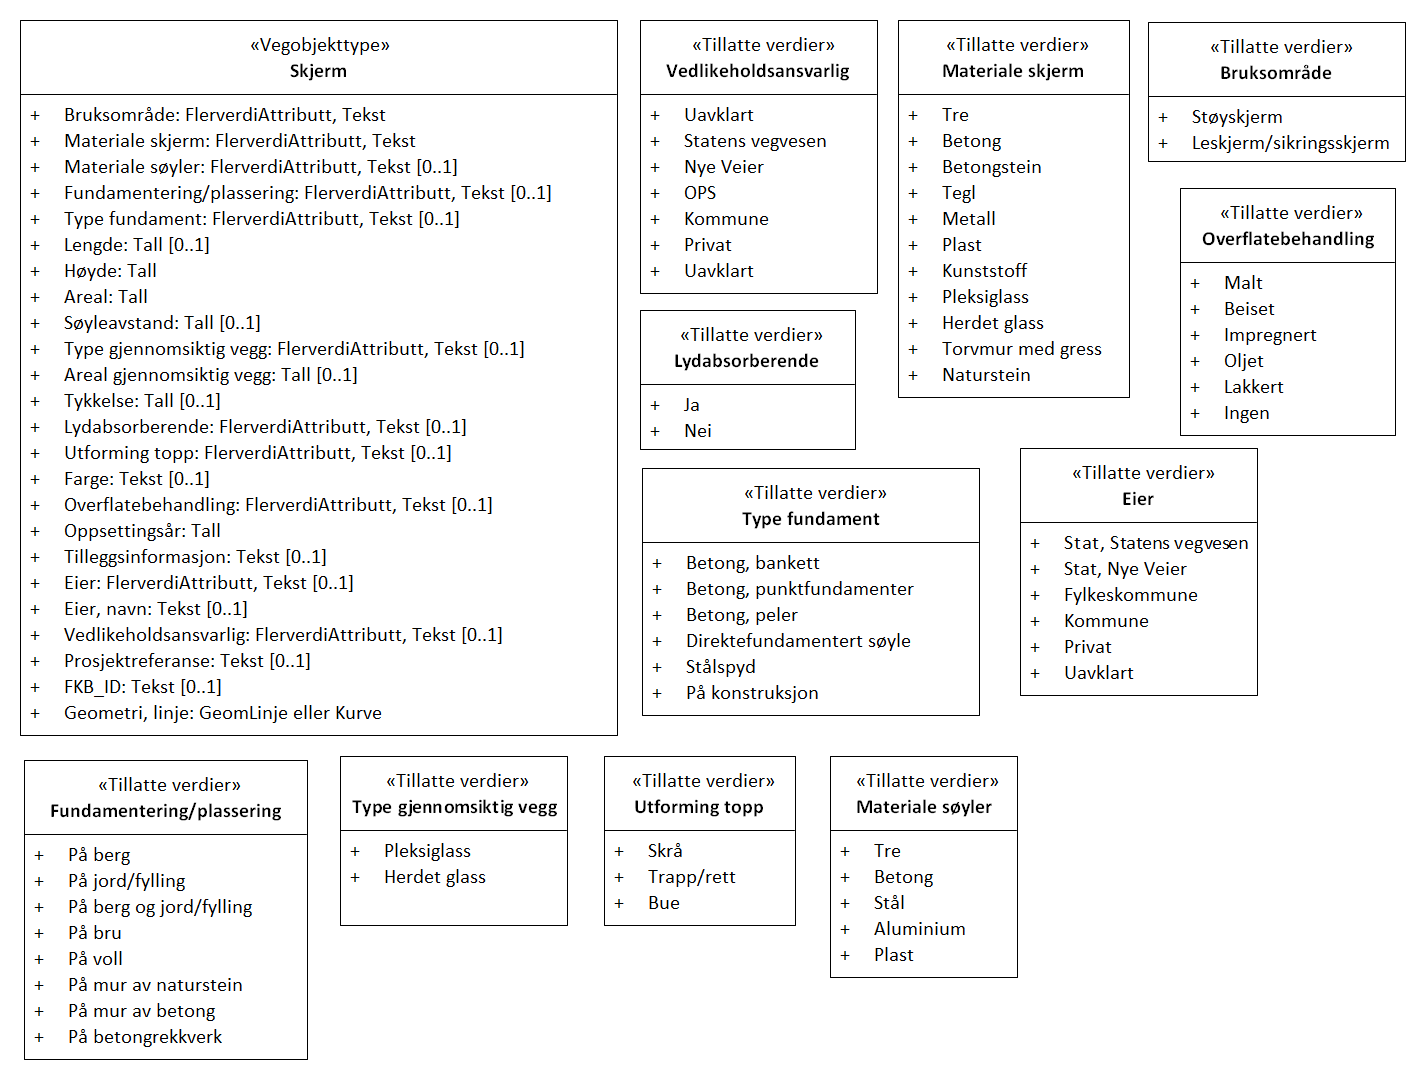 «Vegobjekttype»
Skjerm
+ Bruksområde: FlerverdiAttributt, Tekst
+ Materiale skjerm: FlerverdiAttributt, Tekst
+ Materiale søyler: FlerverdiAttributt, Tekst [0..1]
+ Fundamentering/plassering: FlerverdiAttributt, Tekst [0..1]
+ Type fundament: FlerverdiAttributt, Tekst [0..1]
+ Lengde: Tall [0..1]
+ Høyde: Tall
+ Areal: Tall
+ Søyleavstand: Tall [0..1]
+ Type gjennomsiktig vegg: FlerverdiAttributt, Tekst [0..1]
+ Areal gjennomsiktig vegg: Tall [0..1]
+ Tykkelse: Tall [0..1]
+ Lydabsorberende: FlerverdiAttributt, Tekst [0..1]
+ Utforming topp: FlerverdiAttributt, Tekst [0..1]
+ Farge: Tekst [0..1]
+ Overflatebehandling: FlerverdiAttributt, Tekst [0..1]
+ Oppsettingsår: Tall
+ Tilleggsinformasjon: Tekst [0..1]
+ Eier: FlerverdiAttributt, Tekst [0..1]
+ Eier, navn: Tekst [0..1]
+ Vedlikeholdsansvarlig: FlerverdiAttributt, Tekst [0..1]
+ Prosjektreferanse: Tekst [0..1]
+ FKB_ID: Tekst [0..1]
+ Geometri, linje: GeomLinje eller Kurve
«Tillatte verdier»
Vedlikeholdsansvarlig
+ Uavklart
+ Statens vegvesen
+ Nye Veier
+ OPS
+ Kommune
+ Privat
+ Uavklart
«Tillatte verdier»
Materiale skjerm
+ Tre
+ Betong
+ Betongstein
+ Tegl
+ Metall
+ Plast
+ Kunststoff
+ Pleksiglass
+ Herdet glass
+ Torvmur med gress
+ Naturstein
«Tillatte verdier»
Bruksområde
+ Støyskjerm
+ Leskjerm/sikringsskjerm
«Tillatte verdier»
Overflatebehandling
+ Malt
+ Beiset
+ Impregnert
+ Oljet
+ Lakkert
+ Ingen
«Tillatte verdier»
Lydabsorberende
+ Ja
+ Nei
«Tillatte verdier»
Type fundament
+ Betong, bankett
+ Betong, punktfundamenter
+ Betong, peler
+ Direktefundamentert søyle
+ Stålspyd
+ På konstruksjon
«Tillatte verdier»
Eier
+ Stat, Statens vegvesen
+ Stat, Nye Veier
+ Fylkeskommune
+ Kommune
+ Privat
+ Uavklart
«Tillatte verdier»
Fundamentering/plassering
+ På berg
+ På jord/fylling
+ På berg og jord/fylling
+ På bru
+ På voll
+ På mur av naturstein
+ På mur av betong
+ På betongrekkverk
«Tillatte verdier»
Type gjennomsiktig vegg
+ Pleksiglass
+ Herdet glass
«Tillatte verdier»
Utforming topp
+ Skrå
+ Trapp/rett
+ Bue
«Tillatte verdier»
Materiale søyler
+ Tre
+ Betong
+ Stål
+ Aluminium
+ Plast